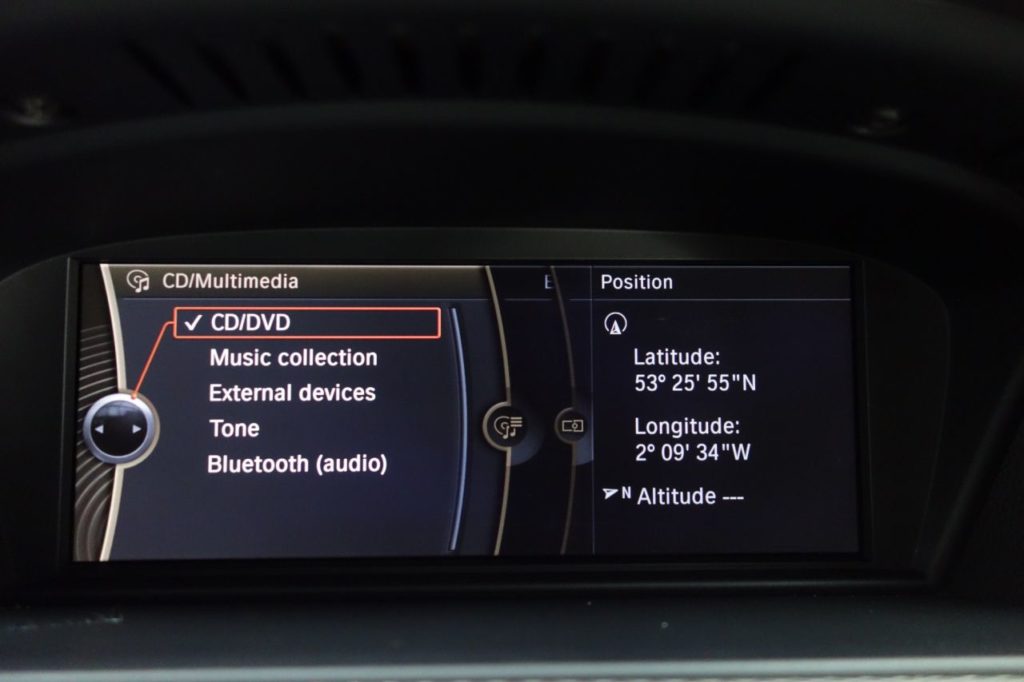 CD/Multimedia
CD/DVD
Music collection
External devices
Tone
Bluetooth (audio)
Position
Latitude:
53° 25' 55"N
Longitude:
2° 09' 34"W
N Altitude ---